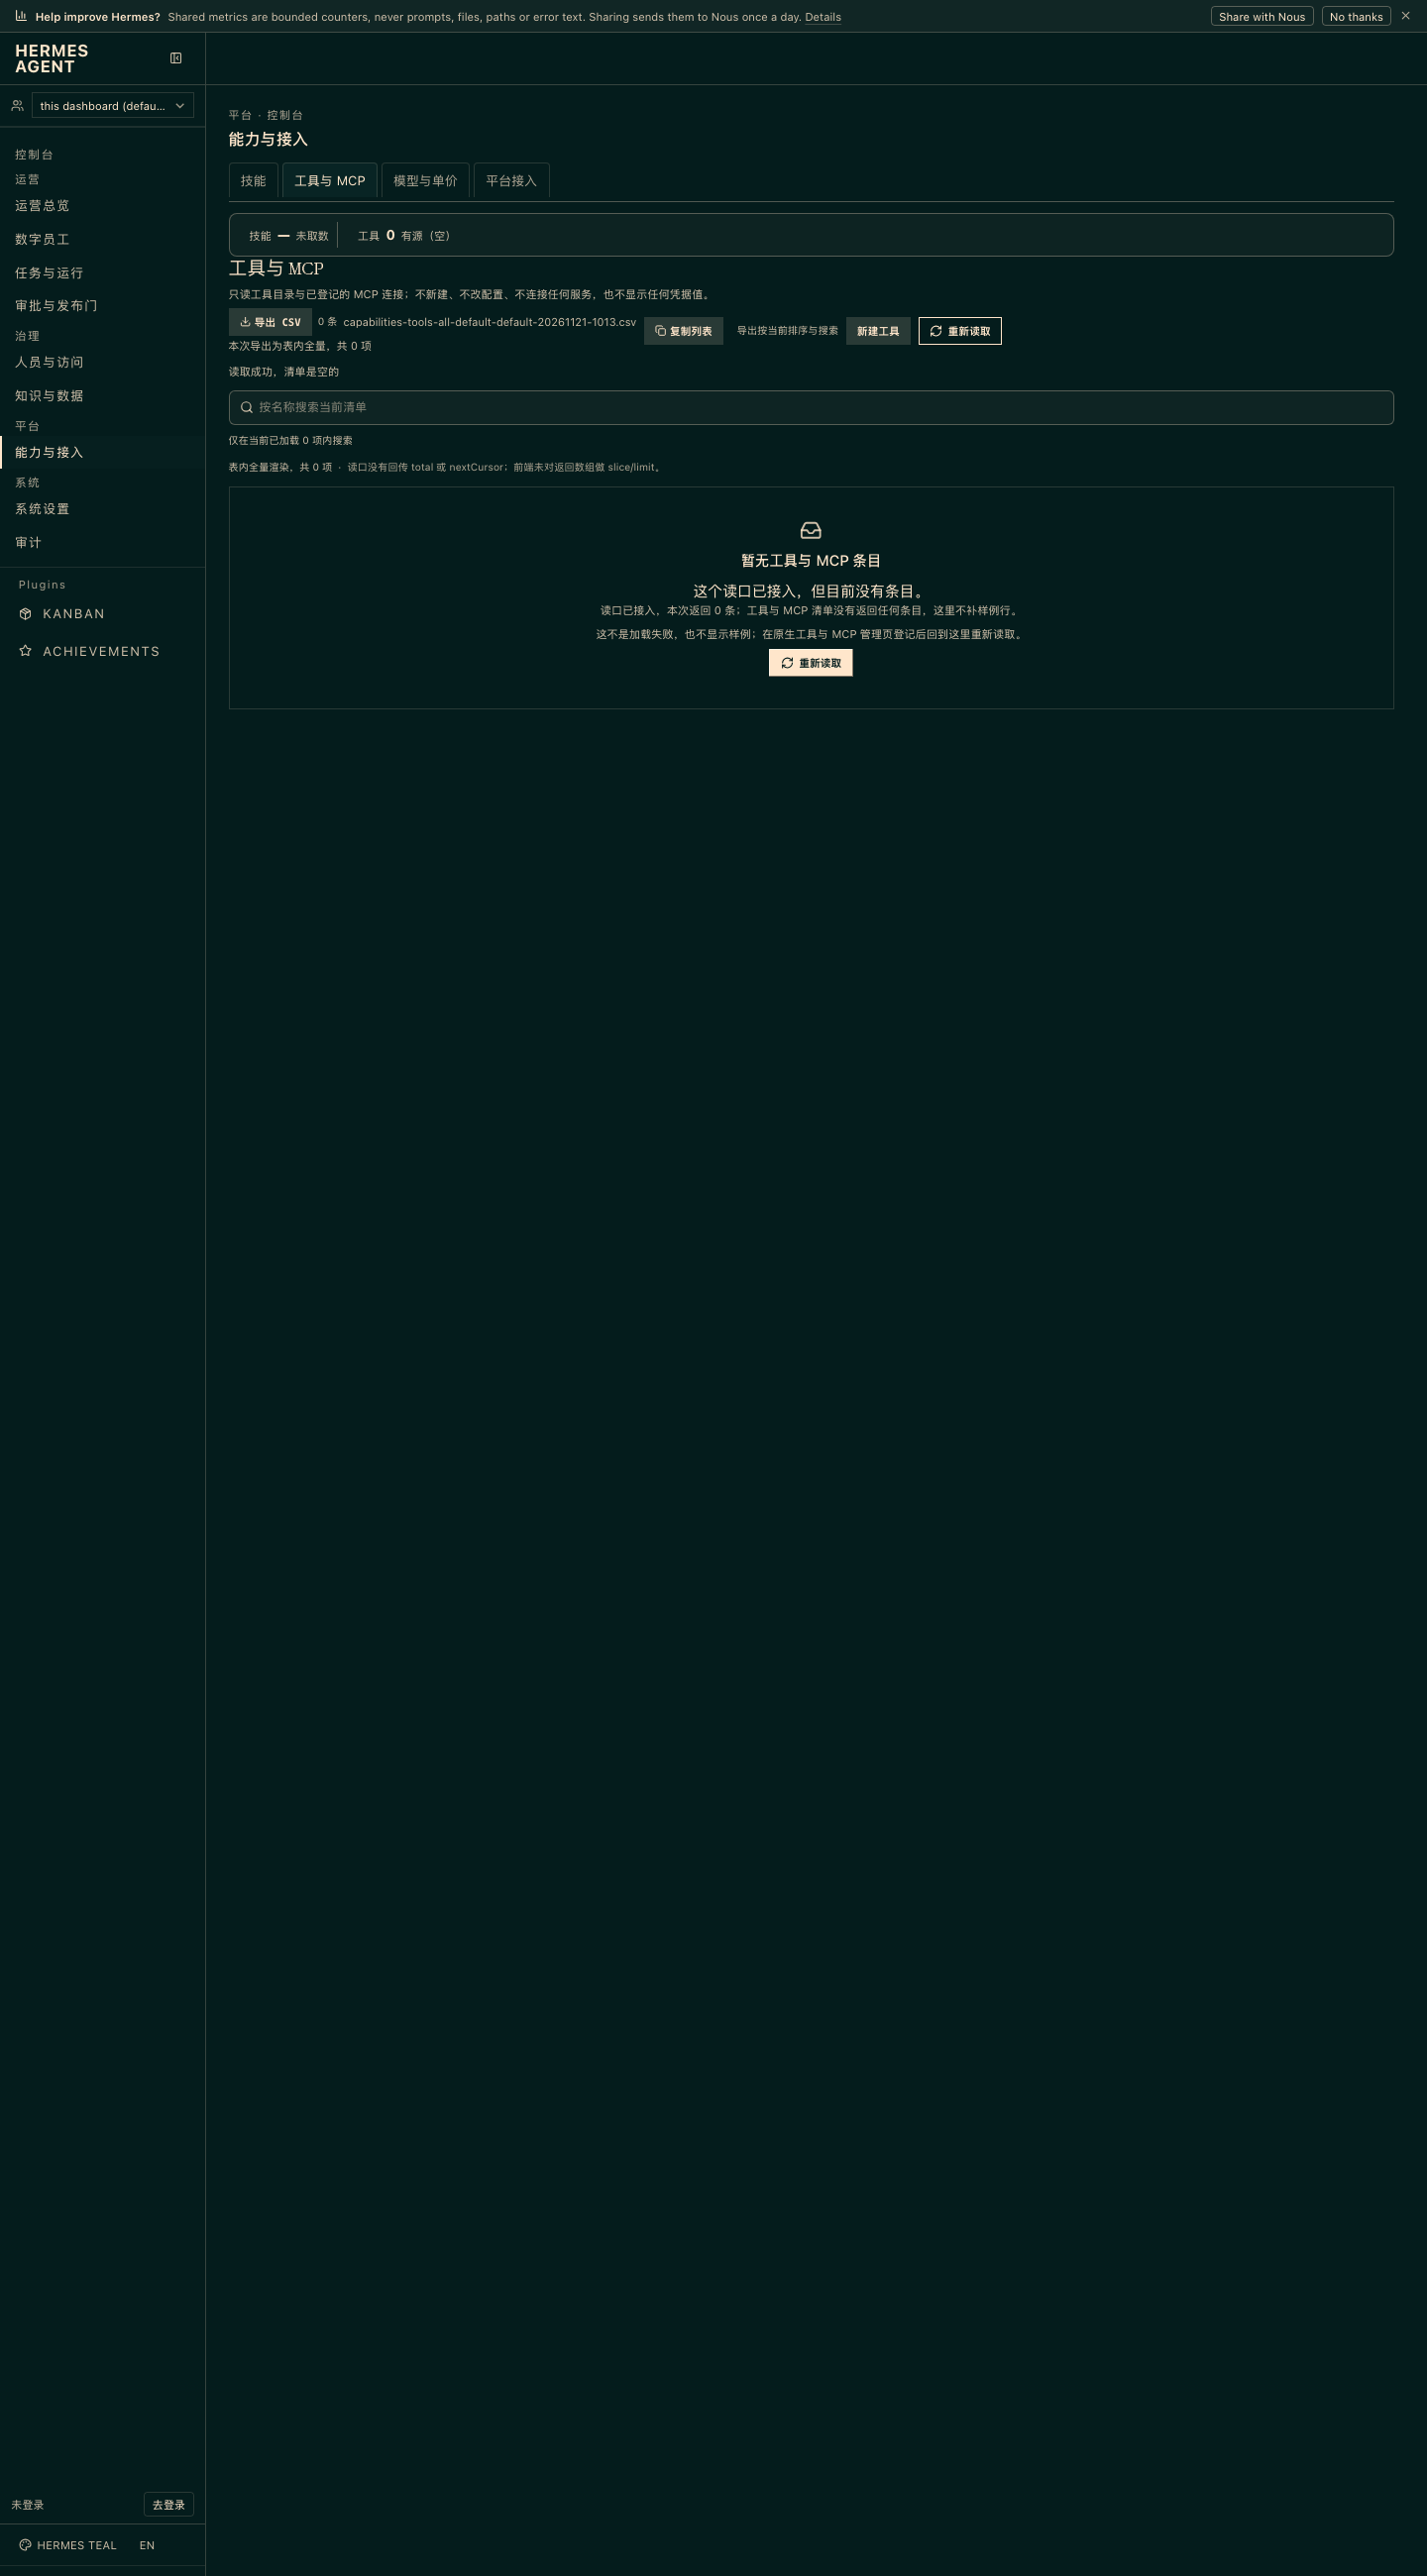 Help improve Hermes? Shared metrics are bounded counters, never prompts, files, paths or error text. Sharing sends them to Nous once a day. Details
Share with Nous
No thanks
HERMES
AGENT
this dashboard (defau...
控制台
运营
运营总览
数字员工
任务与运行
审批与发布门
治理
人员与访问
知识与数据
平台
能力与接入
系统
系统设置
审计
Plugins
KANBAN
ACHIEVEMENTS
未登录
去登录
HERMES TEAL
EN
平台 · 控制台
能力与接入
技能
工具与 MCP
模型与单价
平台接入
技能 — 未取数
工具 0 有源（空）
工具与 MCP
只读工具目录与已登记的 MCP 连接；不新建、不改配置、不连接任何服务，也不显示任何凭据值。
导出 CSV
0 条 capabilities-tools-all-default-default-20261121-1013.csv
复制列表
导出按当前排序与搜索
新建工具
重新读取
本次导出为表内全量，共 0 项
读取成功，清单是空的
按名称搜索当前清单
仅在当前已加载 0 项内搜索
表内全量渲染，共 0 项 · 读口没有回传 total 或 nextCursor；前端未对返回数组做 slice/limit。
暂无工具与 MCP 条目
这个读口已接入，但目前没有条目。
读口已接入，本次返回 0 条；工具与 MCP 清单没有返回任何条目，这里不补样例行。
这不是加载失败，也不显示样例；在原生工具与 MCP 管理页登记后回到这里重新读取。
重新读取